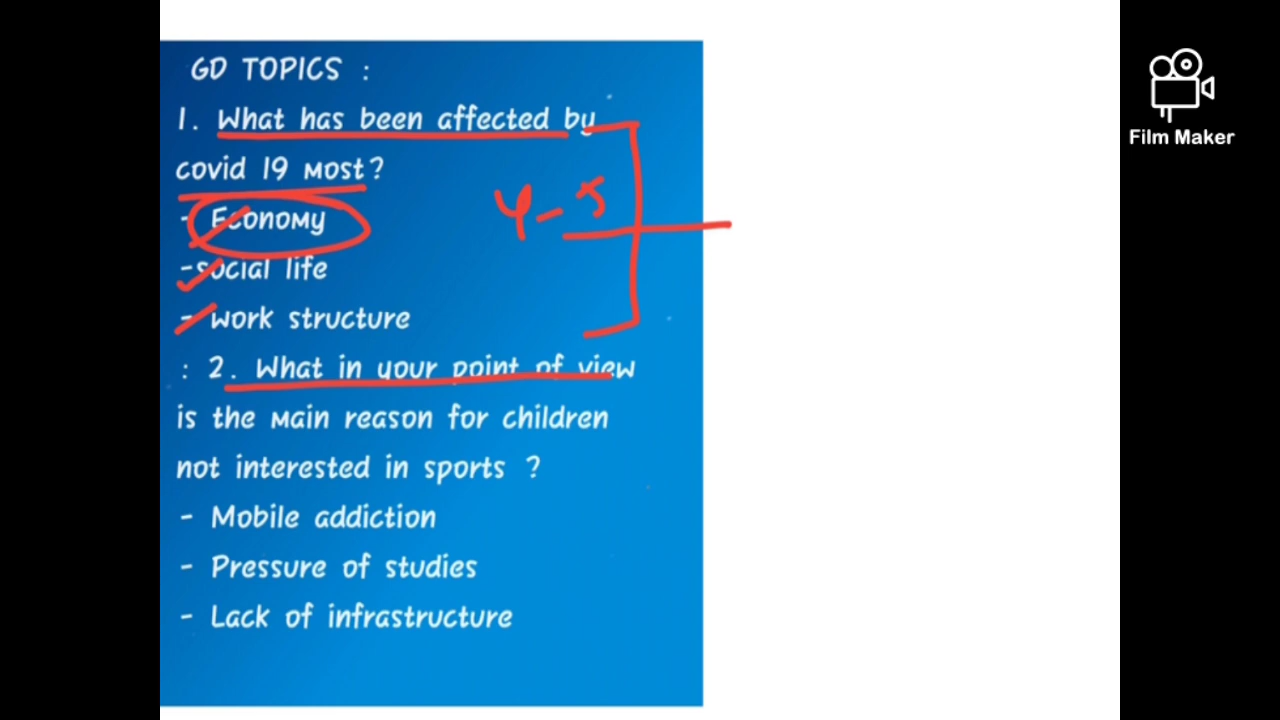 GD TOPICS :
1. What has been affected by
covid 19 most?
- Economy
4-5
-social life
- work structure
: 2. What in your point of view
is the main reason for children
not interested in sports ?
- Mobile addiction
- Pressure of studies
- Lack of infrastructure
Film Maker